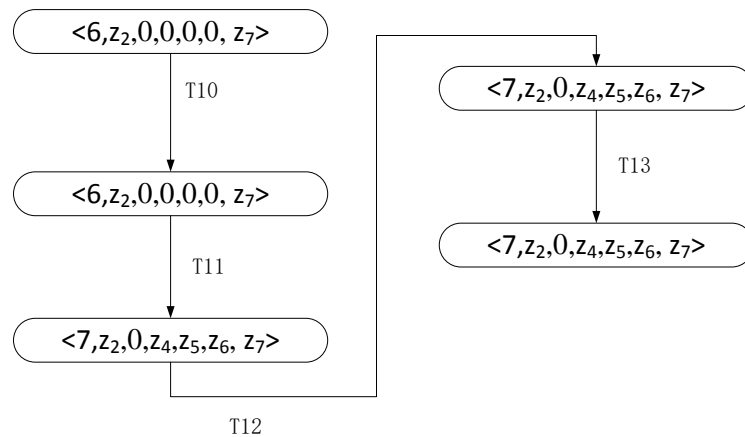 <6,z₂,0,0,0,0, z₇>
T10
<6,z₂,0,0,0,0, z₇>
T11
<7,z₂,0,z₄,z₅,z₆, z₇>
T12
<7,z₂,0,z₄,z₅,z₆, z₇>
T13
<7,z₂,0,z₄,z₅,z₆, z₇>